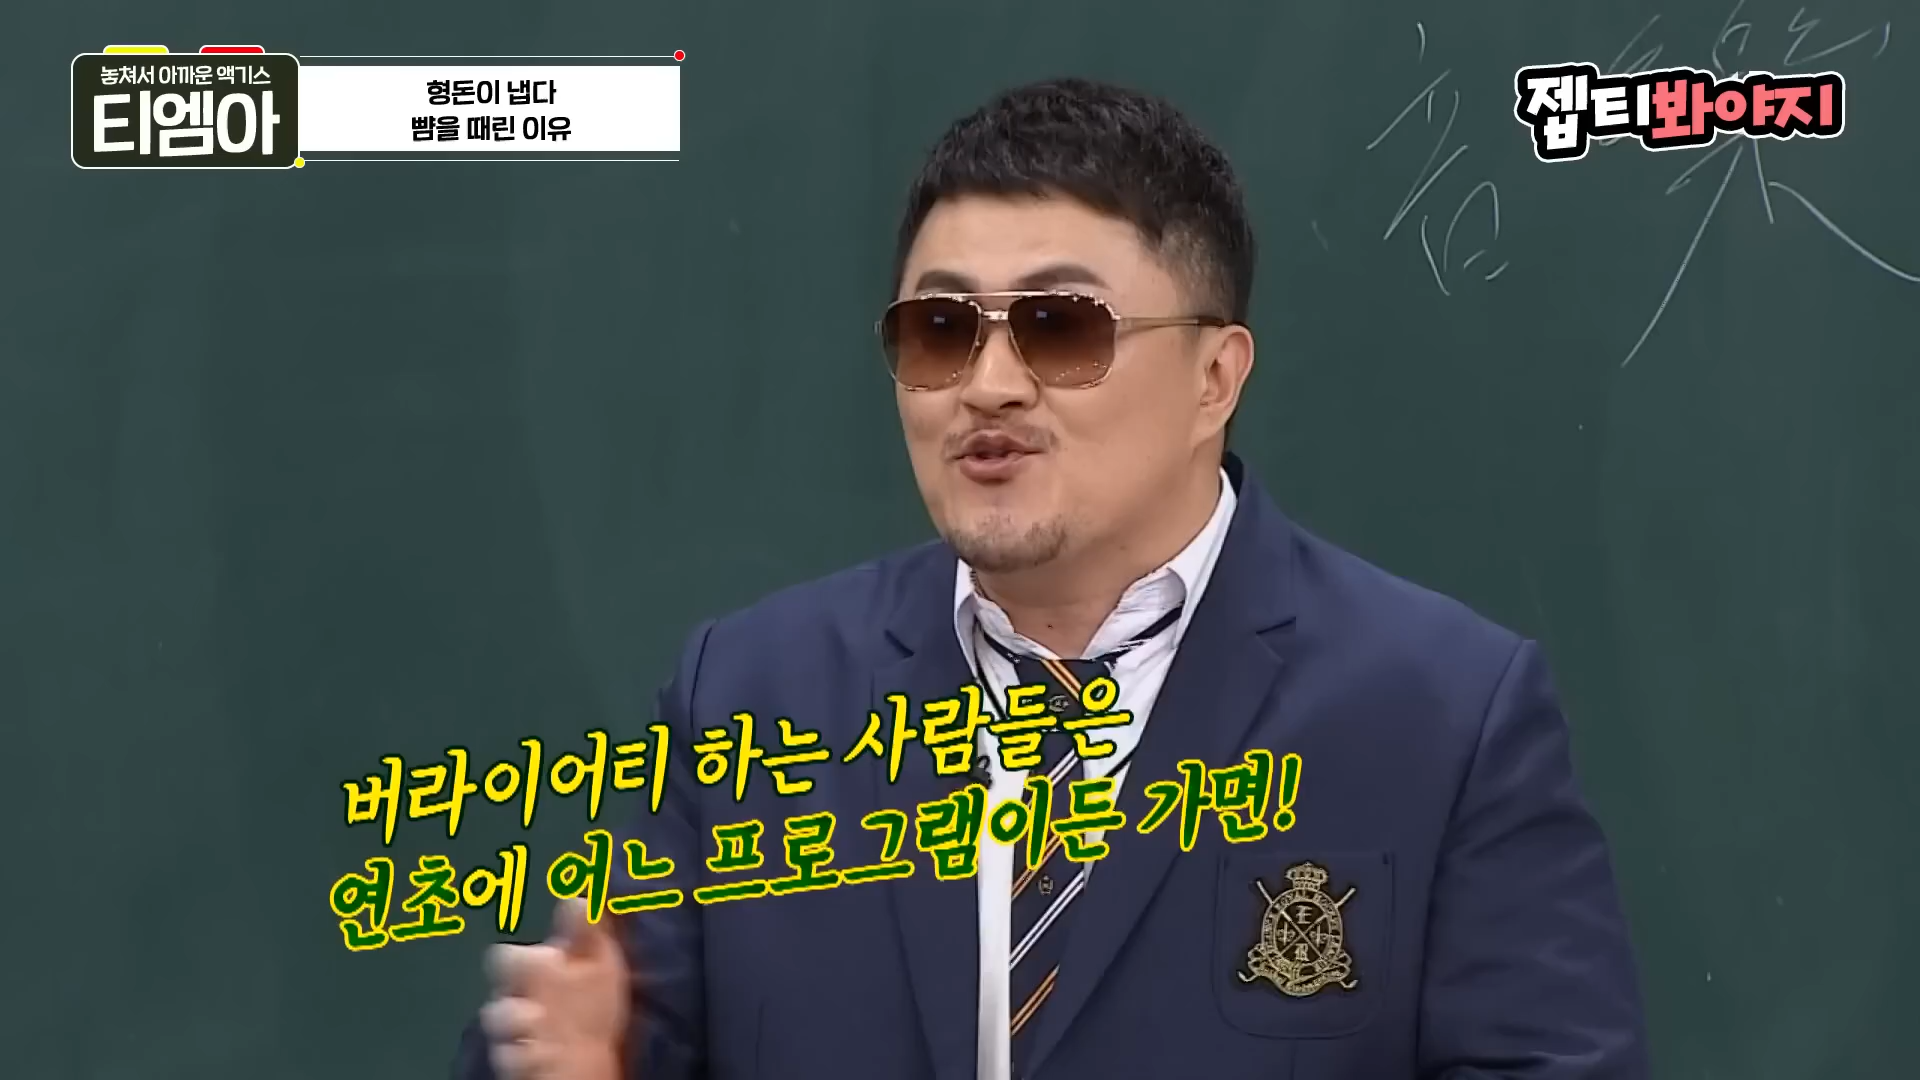 놓쳐서 아까운 액기스
티엠아
형돈이 냅다
뺨을 때린 이유
젭티봐야지
버라이어티 하는 사람들은
연초에 어느 프로그램이든 가면!